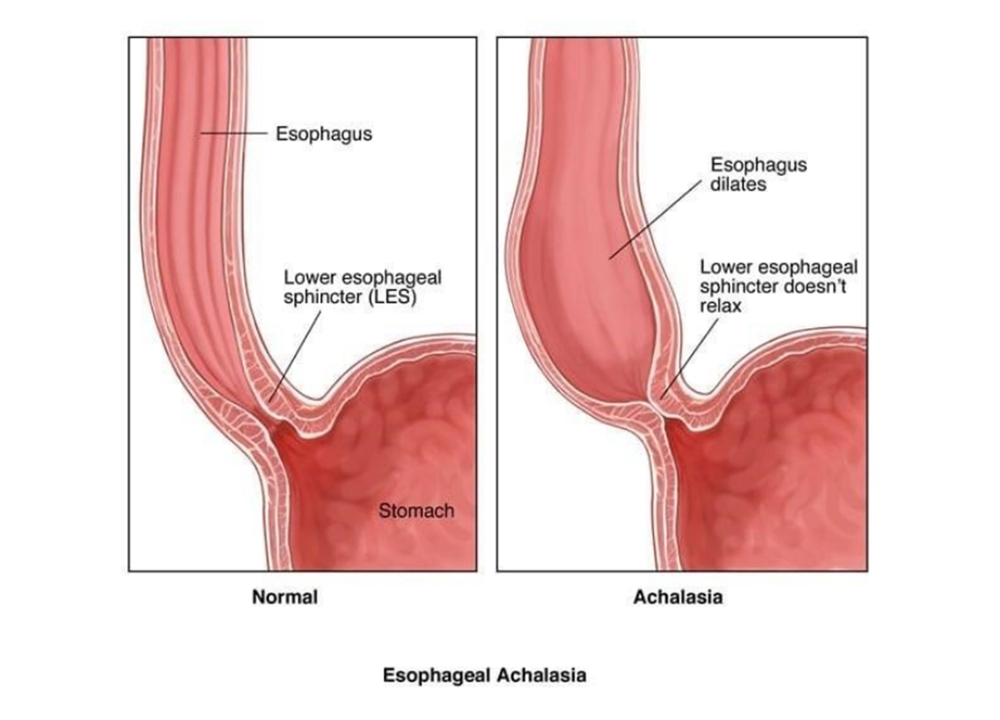 Esophagus
Lower esophageal
sphincter (LES)
Stomach
Normal
Esophagus
dilates
Lower esophageal
sphincter doesn't
relax
Achalasia
Esophageal Achalasia